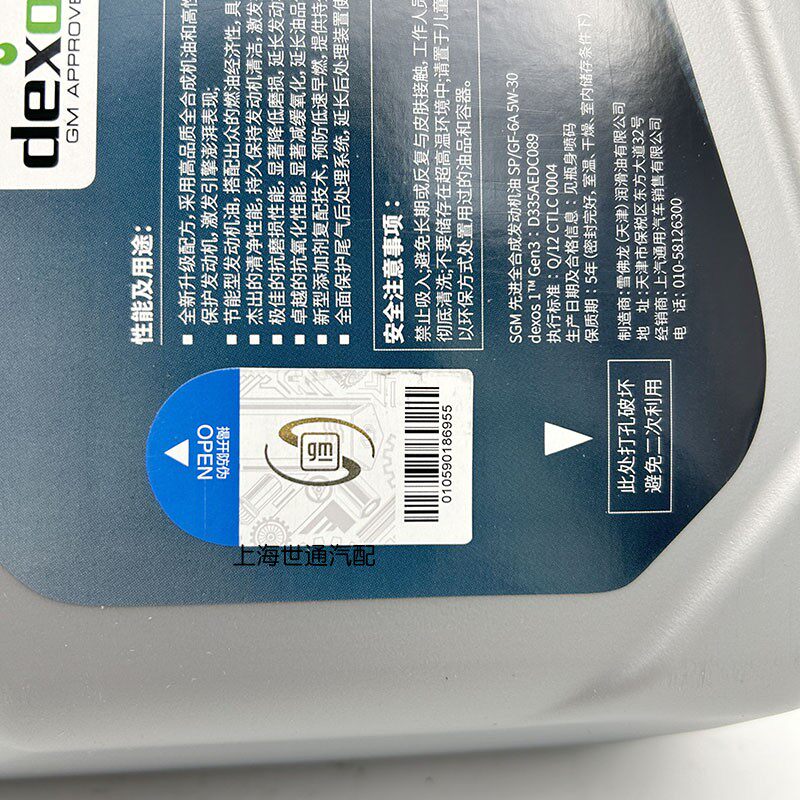 dexo
GM APPROVE
性能及用途：
■ 全新升级配方，采用高品质全合成机油和高性
保护发动机，激发引擎澎湃表现；
■ 节能型发动机油，搭配出众的燃油经济性，具
■ 杰出的清净性能，持久保持发动机清洁，激发
■ 极佳的抗磨损性能，显著降低磨损，延长发动
■ 卓越的抗氧化性能，显著减缓氧化，延长油品
■ 新型添加剂复配技术，预防低速早燃，提供持
■ 全面保护尾气后处理系统，延长后处理装置使
安全注意事项：
禁止吸入；避免长期或反复与皮肤接触，工作人员
彻底清洗；不要储存在超高温环境中；请置于儿童
以环保方式处置用过的油品和容器。
SGM 先进全合成发动机油 SP/GF-6A 5W-30
dexos 1™ Gen3 : D335AEDC089
执行标准：Q/12 CTLC 0004
生产日期及合格信息：见瓶身喷码
保质期：5年(密封完好，室温、干燥、室内储存条件下)
制造商：雪佛龙（天津）润滑油有限公司
地 址：天津市保税区东方大道32号
经销商：上汽通用汽车销售有限公司
电 话：010-58126300
揭开防伪
OPEN
gm
010590186955
此处打孔破坏
避免二次利用
上海世通汽配